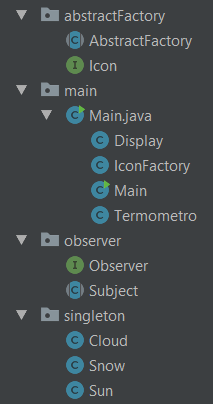 abstractFactory
AbstractFactory
Icon
main
Main.java
Display
IconFactory
Main
Termometro
observer
Observer
Subject
singleton
Cloud
Snow
Sun